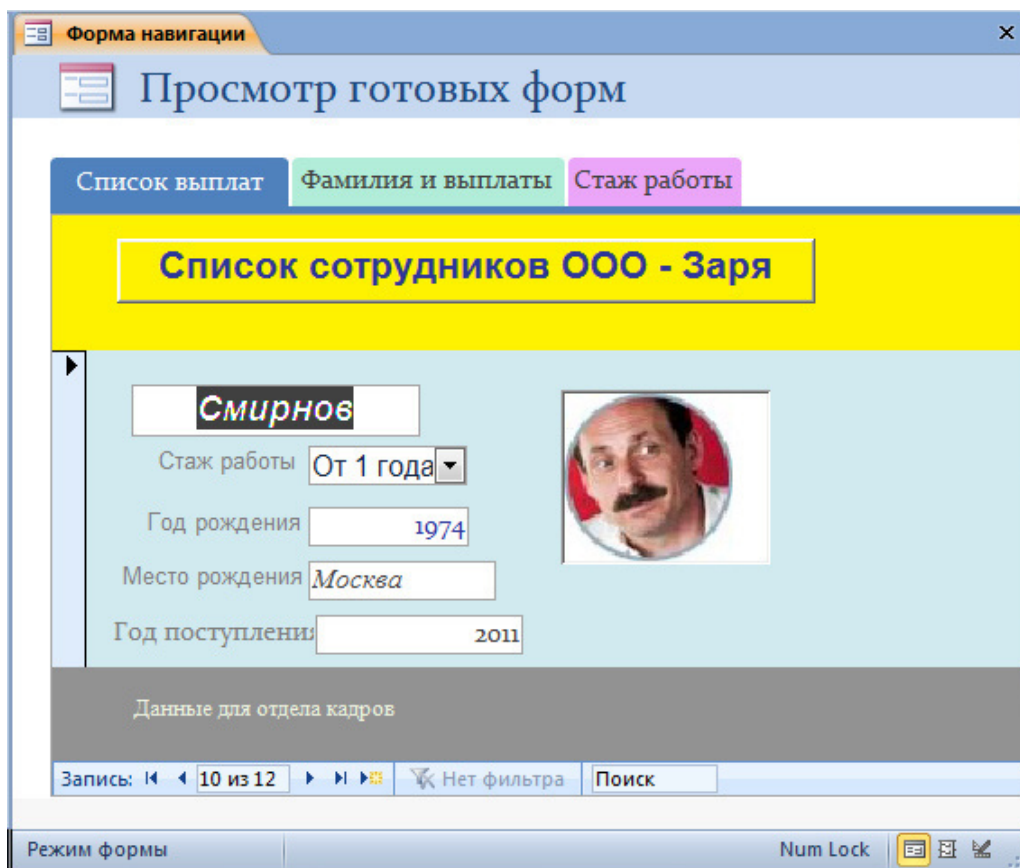 Форма навигации
Просмотр готовых форм
Список выплат Фамилия и выплаты Стаж работы
Список сотрудников ООО - Заря
Смирнов
Стаж работы От 1 года
Год рождения 1974
Место рождения Москва
Год поступлени 2011
Данные для отдела кадров
Запись: 10 из 12 Нет фильтра Поиск
Режим формы Num Lock